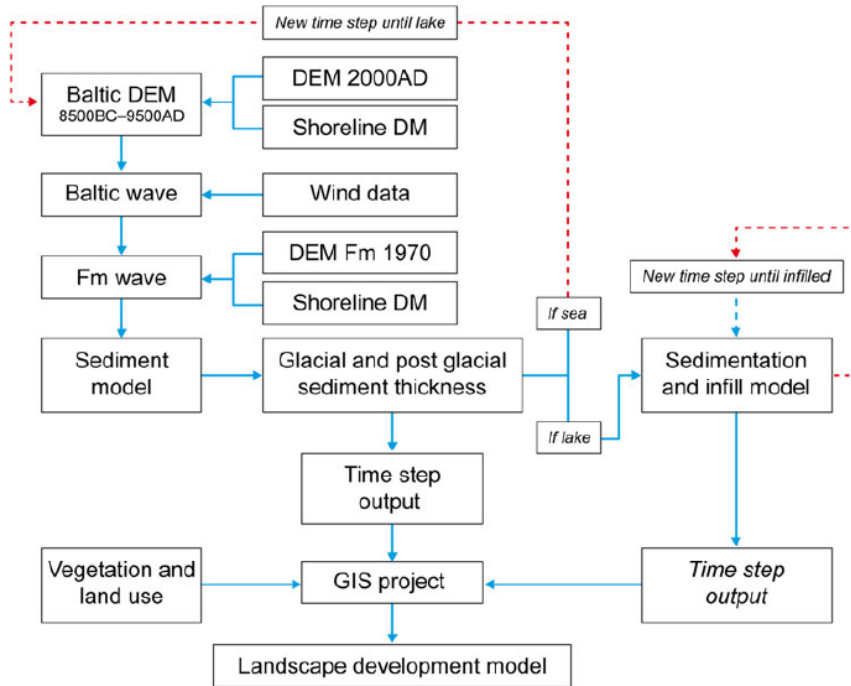 New time step until lake
Baltic DEM
8500BC–9500AD
DEM 2000AD
Shoreline DM
Baltic wave
Wind data
Fm wave
DEM Fm 1970
Shoreline DM
New time step until infilled
If sea
Sediment
model
Glacial and post glacial
sediment thickness
Sedimentation
and infill model
If lake
Time step
output
Vegetation and
land use
GIS project
Time step
output
Landscape development model